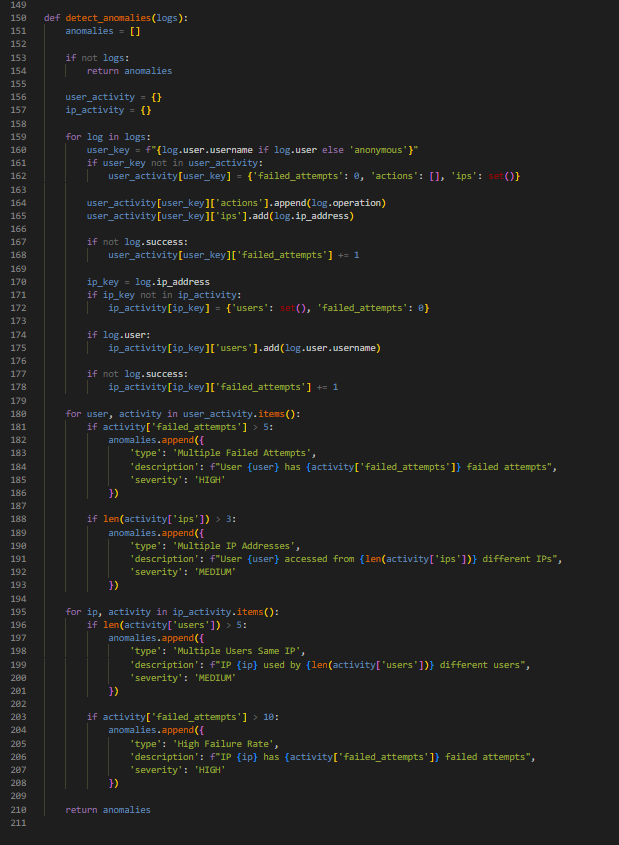 149
150 def detect_anomalies(logs):
151     anomalies = []
152
153     if not logs:
154         return anomalies
155
156     user_activity = {}
157     ip_activity = {}
158
159     for log in logs:
160         user_key = f"{log.user.username if log.user else 'anonymous'}"
161         if user_key not in user_activity:
162             user_activity[user_key] = {'failed_attempts': 0, 'actions': [], 'ips': set()}
163
164         user_activity[user_key]['actions'].append(log.operation)
165         user_activity[user_key]['ips'].add(log.ip_address)
166
167         if not log.success:
168             user_activity[user_key]['failed_attempts'] += 1
169
170         ip_key = log.ip_address
171         if ip_key not in ip_activity:
172             ip_activity[ip_key] = {'users': set(), 'failed_attempts': 0}
173
174         if log.user:
175             ip_activity[ip_key]['users'].add(log.user.username)
176
177         if not log.success:
178             ip_activity[ip_key]['failed_attempts'] += 1
179
180     for user, activity in user_activity.items():
181         if activity['failed_attempts'] > 5:
182             anomalies.append({
183                 'type': 'Multiple Failed Attempts',
184                 'description': f"User {user} has {activity['failed_attempts']} failed attempts",
185                 'severity': 'HIGH'
186             })
187
188         if len(activity['ips']) > 3:
189             anomalies.append({
190                 'type': 'Multiple IP Addresses',
191                 'description': f"User {user} accessed from {len(activity['ips'])} different IPs",
192                 'severity': 'MEDIUM'
193             })
194
195     for ip, activity in ip_activity.items():
196         if len(activity['users']) > 5:
197             anomalies.append({
198                 'type': 'Multiple Users Same IP',
199                 'description': f"IP {ip} used by {len(activity['users'])} different users",
200                 'severity': 'MEDIUM'
201             })
202
203         if activity['failed_attempts'] > 10:
204             anomalies.append({
205                 'type': 'High Failure Rate',
206                 'description': f"IP {ip} has {activity['failed_attempts']} failed attempts",
207                 'severity': 'HIGH'
208             })
209
210     return anomalies
211